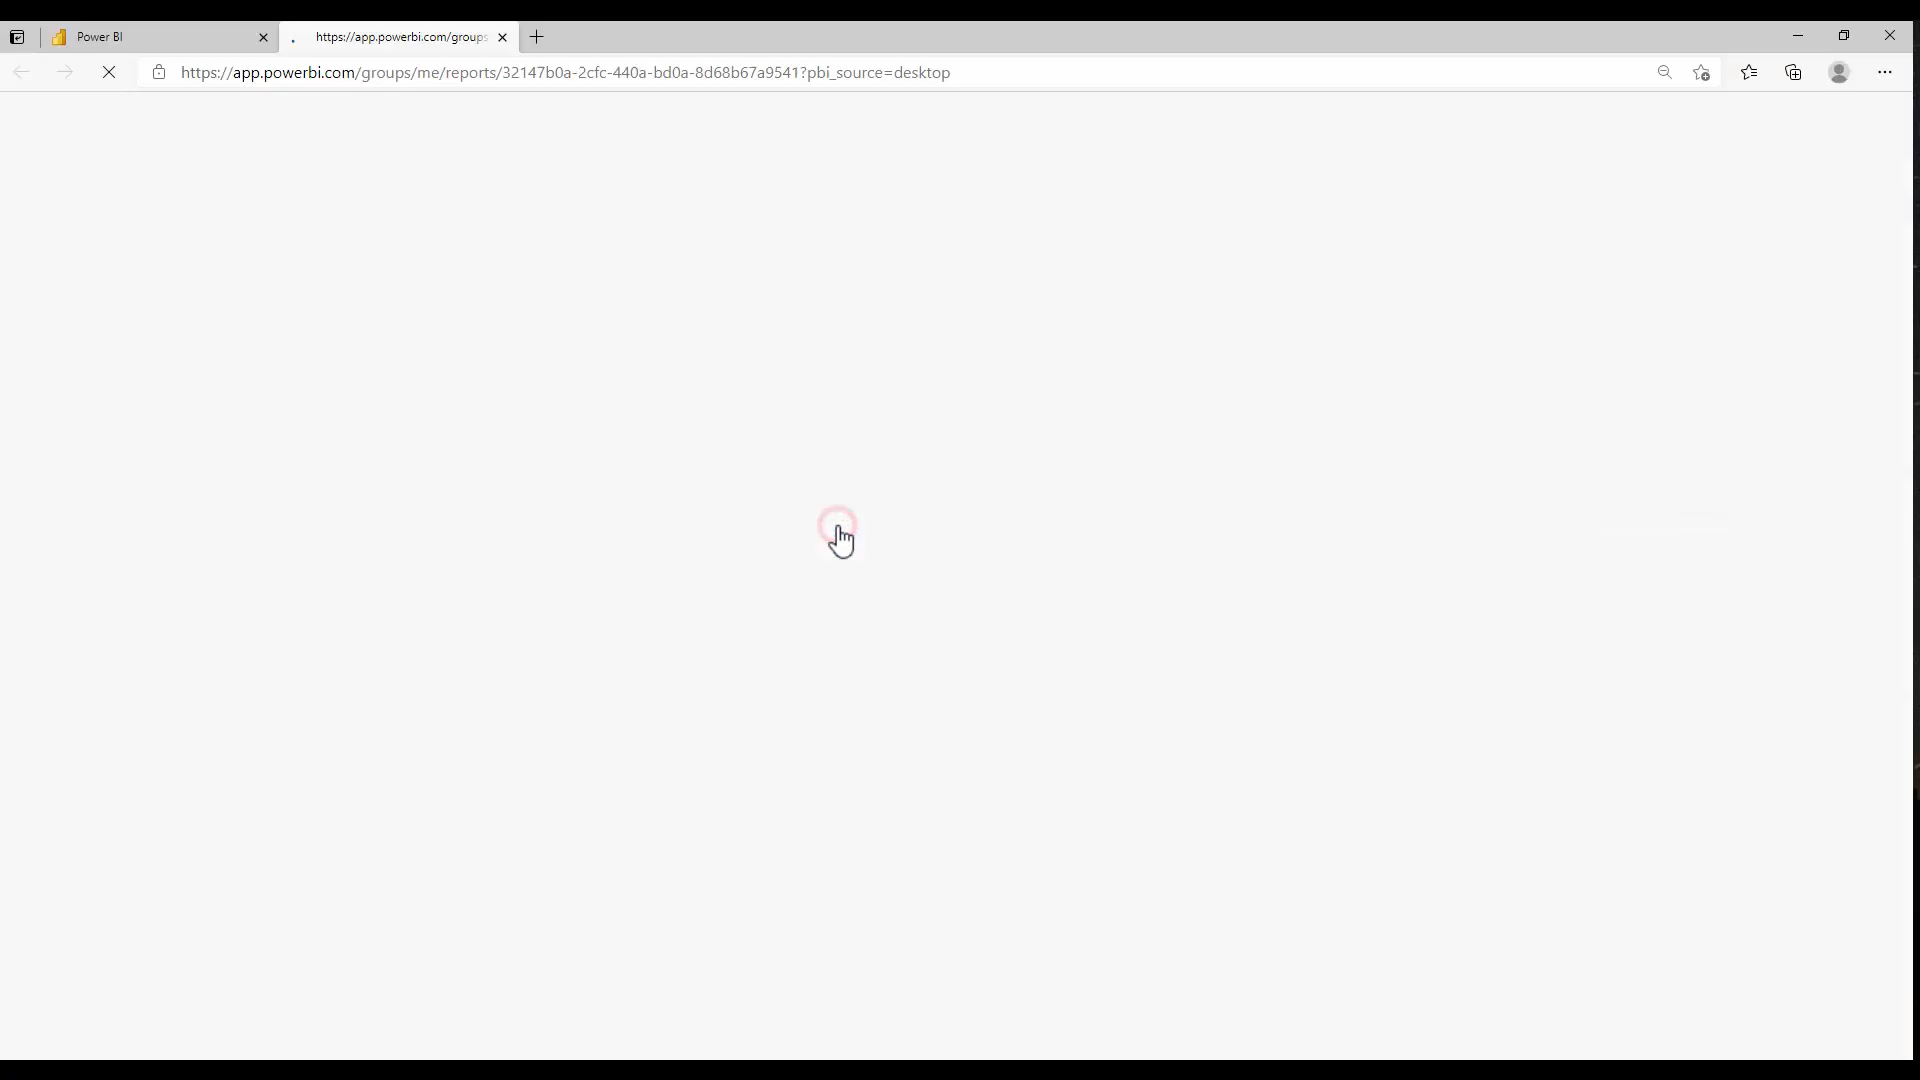 Power BI
https://app.powerbi.com/groups
https://app.powerbi.com/groups/me/reports/32147b0a-2cfc-440a-bd0a-8d68b67a9541?pbi_source=desktop